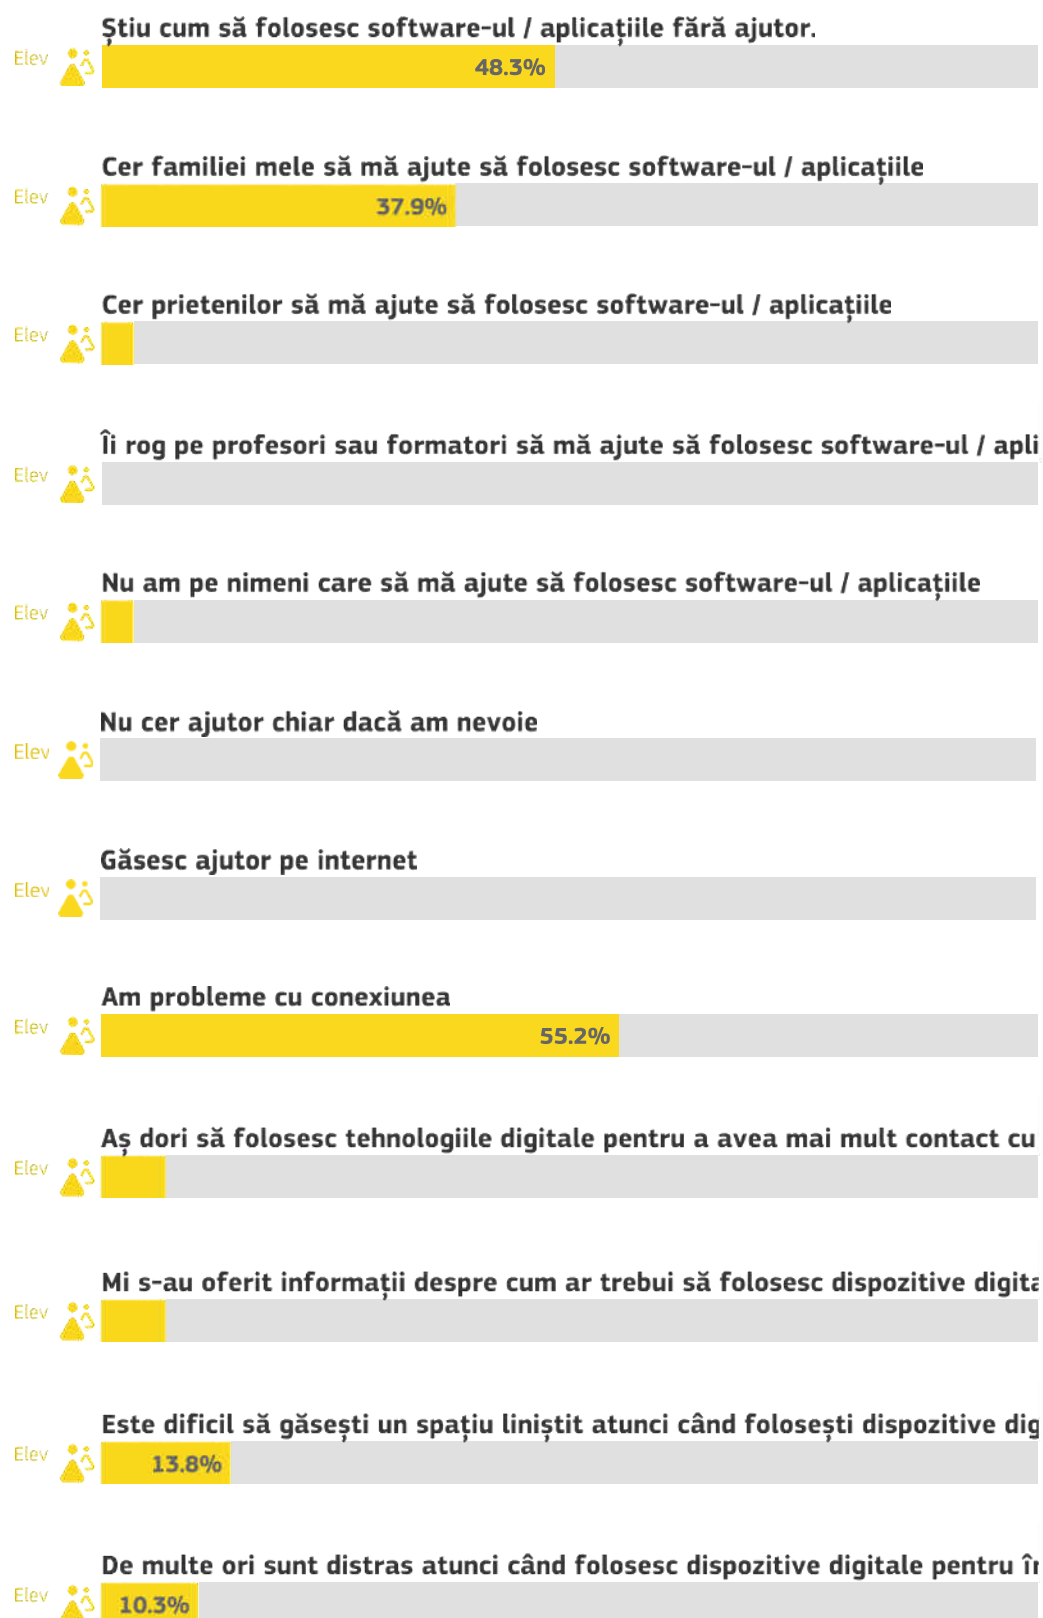 Știu cum să folosesc software-ul / aplicațiile fără ajutor.
Elev
48.3%
Cer familiei mele să mă ajute să folosesc software-ul / aplicațiile
Elev
37.9%
Cer prietenilor să mă ajute să folosesc software-ul / aplicațiile
Elev
Îi rog pe profesori sau formatori să mă ajute să folosesc software-ul / apli
Elev
Nu am pe nimeni care să mă ajute să folosesc software-ul / aplicațiile
Elev
Nu cer ajutor chiar dacă am nevoie
Elev
Găsesc ajutor pe internet
Elev
Am probleme cu conexiunea
Elev
55.2%
Aș dori să folosesc tehnologiile digitale pentru a avea mai mult contact cu
Elev
Mi s-au oferit informații despre cum ar trebui să folosesc dispozitive digita
Elev
Este dificil să găsești un spațiu liniștit atunci când folosești dispozitive dig
Elev
13.8%
De multe ori sunt distras atunci când folosesc dispozitive digitale pentru în
Elev
10.3%